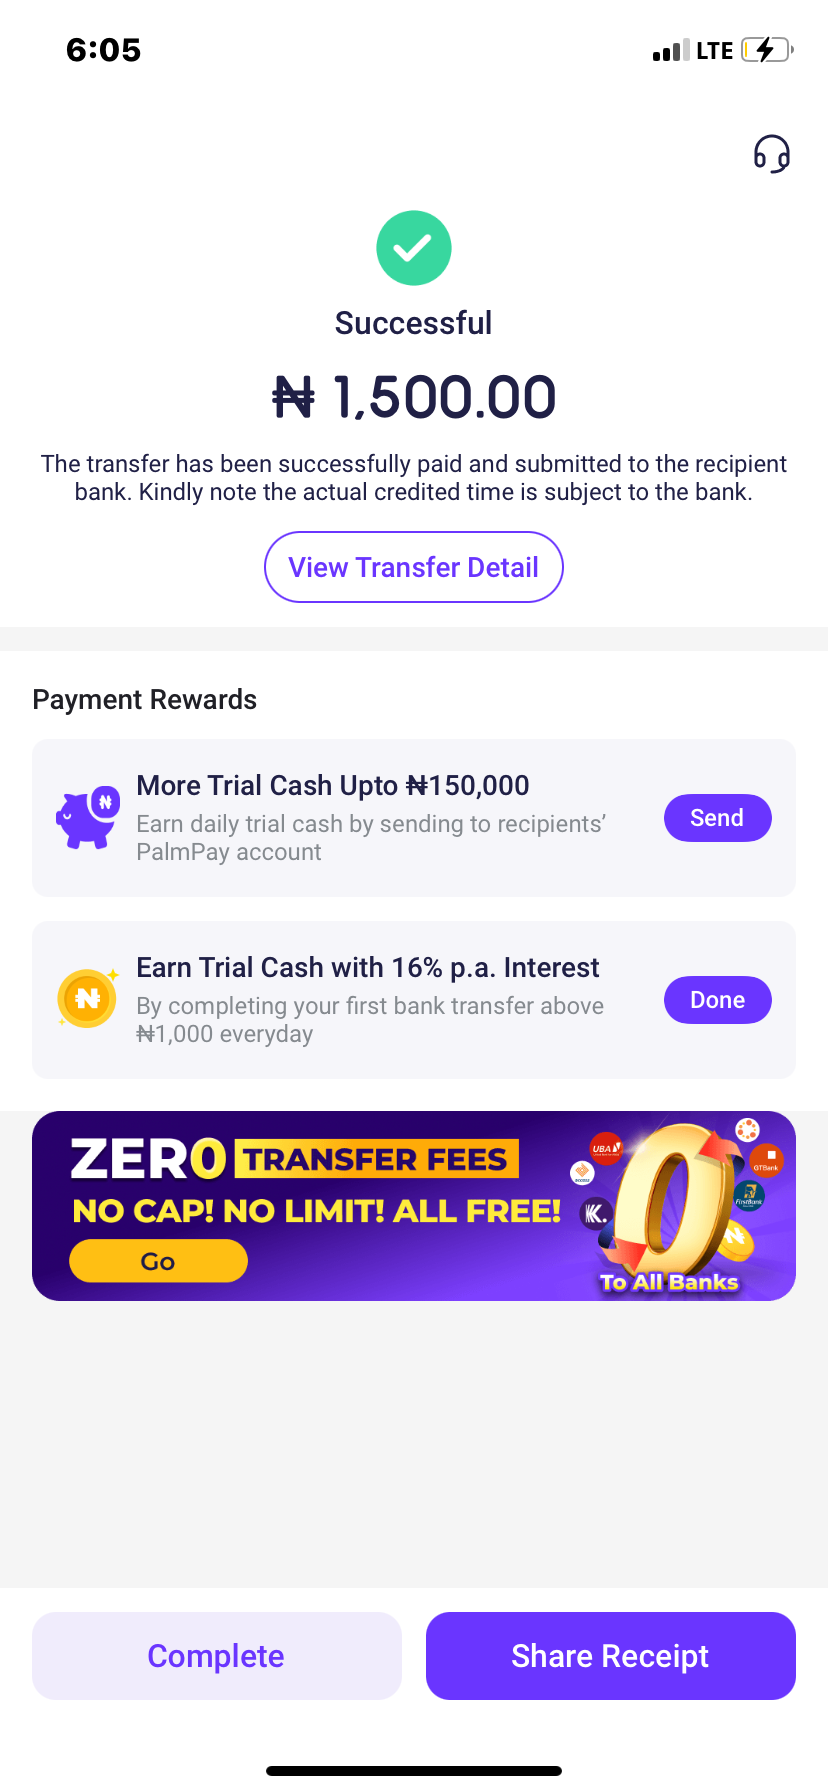 6:05
LTE
Successful
₦ 1,500.00
The transfer has been successfully paid and submitted to the recipient
bank. Kindly note the actual credited time is subject to the bank.
View Transfer Detail
Payment Rewards
More Trial Cash Upto ₦150,000
Earn daily trial cash by sending to recipients’
PalmPay account
Send
Earn Trial Cash with 16% p.a. Interest
By completing your first bank transfer above
₦1,000 everyday
Done
ZERO TRANSFER FEES
NO CAP! NO LIMIT! ALL FREE!
Go
UBA
access
K.
0
GTBank
FirstBank
To All Banks
Complete
Share Receipt